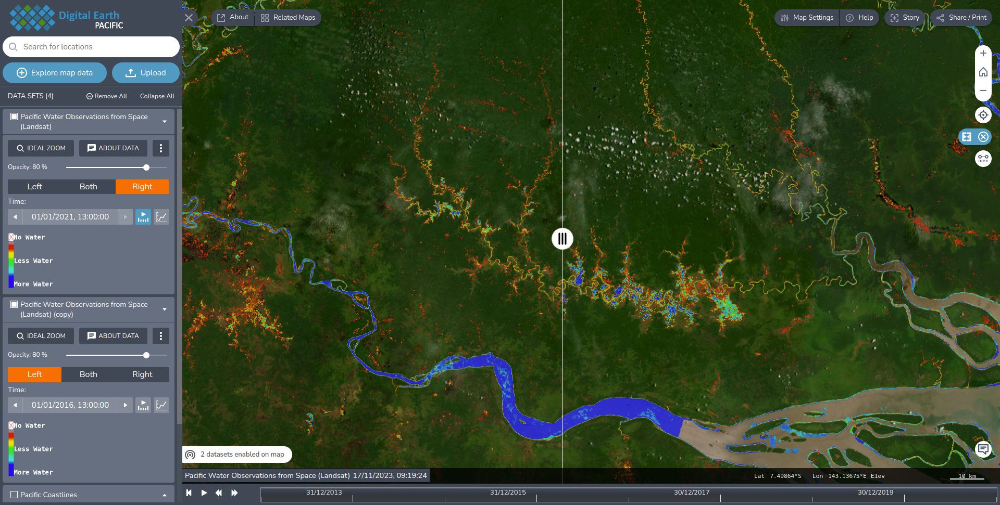 Digital Earth
PACIFIC
Search for locations
Explore map data
Upload
DATA SETS (4)
Remove All
Collapse All
Pacific Water Observations from Space
(Landsat)
IDEAL ZOOM
ABOUT DATA
Opacity: 80 %
Left
Both
Right
Time:
01/01/2021, 13:00:00
No Water
Less Water
More Water
Pacific Water Observations from Space
(Landsat) (copy)
IDEAL ZOOM
ABOUT DATA
Opacity: 80 %
Left
Both
Right
Time:
01/01/2016, 13:00:00
No Water
Less Water
More Water
Pacific Coastlines
About
Related Maps
Map Settings
Help
Story
Share / Print
2 datasets enabled on map
Pacific Water Observations from Space (Landsat) 17/11/2023, 09:19:24
Lat 7.49864°S Lon 143.13675°E Elev
10 km
31/12/2013
31/12/2015
30/12/2017
30/12/2019